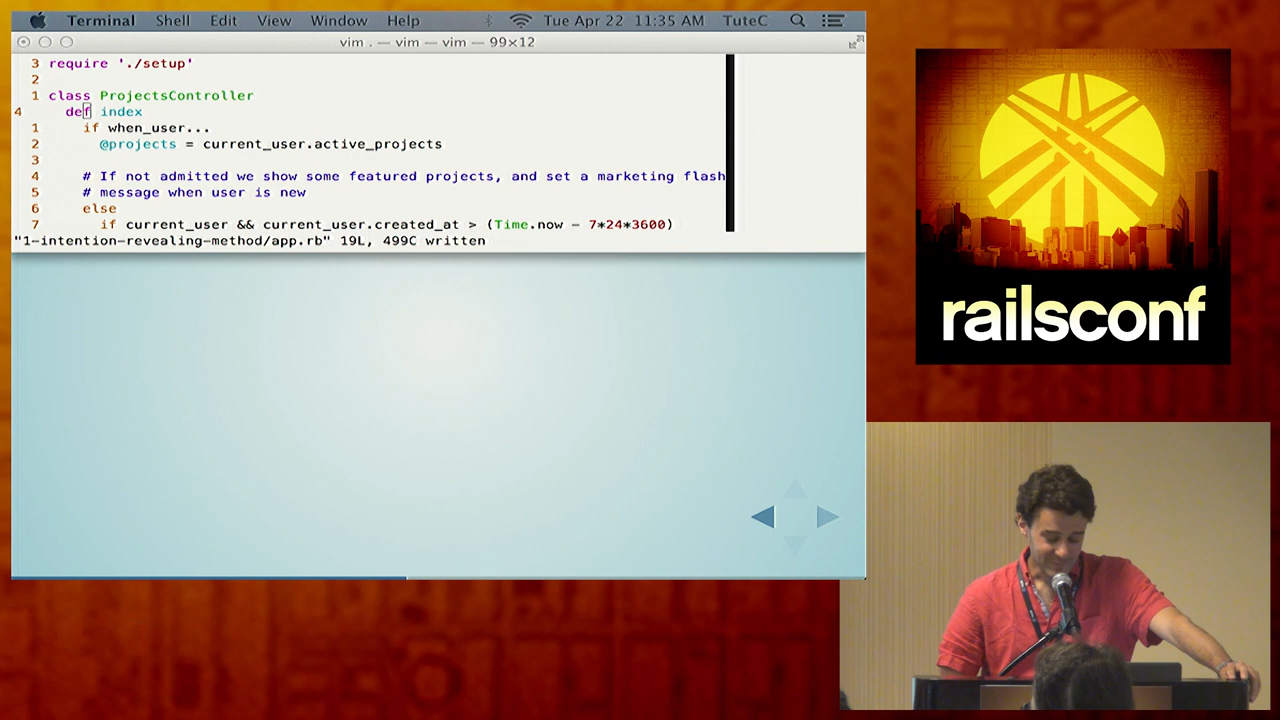 Terminal Shell Edit View Window Help Tue Apr 22 11:35 AM TuteC
vim . — vim — vim — 99×12
3 require './setup'
2
1 class ProjectsController
4 def index
1 if when_user...
2 @projects = current_user.active_projects
3
4 # If not admitted we show some featured projects, and set a marketing flash
5 # message when user is new
6 else
7 if current_user && current_user.created_at > (Time.now - 7*24*3600)
"1-intention-revealing-method/app.rb" 19L, 499C written
railsconf